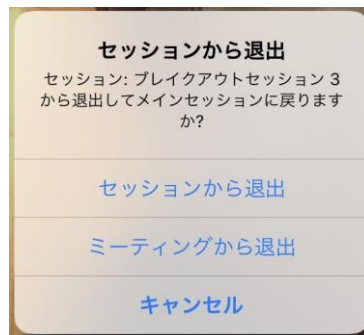 セッションから退出
セッション: ブレイクアウトセッション 3
から退出してメインセッションに戻ります
か?
セッションから退出
ミーティングから退出
キャンセル